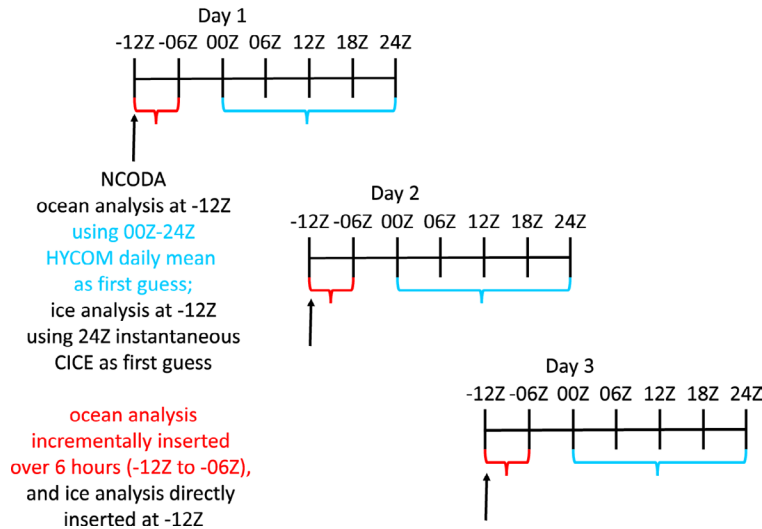 Day 1
-12Z -06Z 00Z 06Z 12Z 18Z 24Z
NCODA
ocean analysis at -12Z
using 00Z-24Z
HYCOM daily mean
as first guess;
ice analysis at -12Z
using 24Z instantaneous
CICE as first guess
ocean analysis
incrementally inserted
over 6 hours (-12Z to -06Z),
and ice analysis directly
inserted at -12Z
Day 2
-12Z -06Z 00Z 06Z 12Z 18Z 24Z
Day 3
-12Z -06Z 00Z 06Z 12Z 18Z 24Z